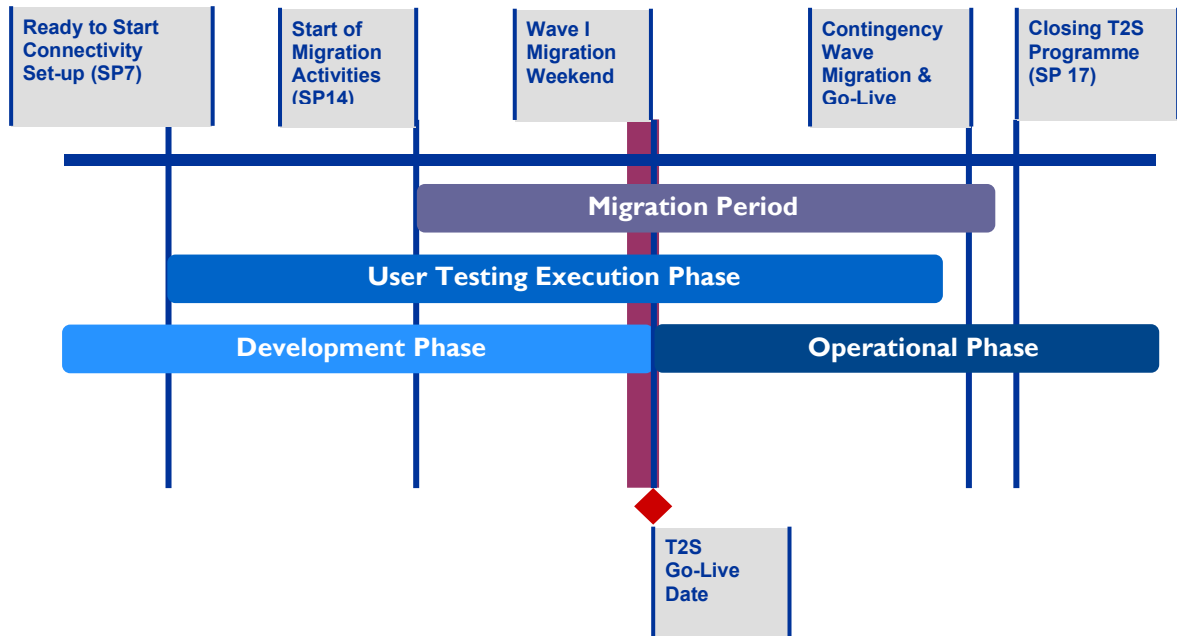 Ready to Start
Connectivity
Set-up (SP7)
Start of
Migration
Activities
(SP14)
Wave I
Migration
Weekend
Contingency
Wave
Migration &
Go-Live
Closing T2S
Programme
(SP 17)
Migration Period
User Testing Execution Phase
Development Phase
Operational Phase
T2S
Go-Live
Date